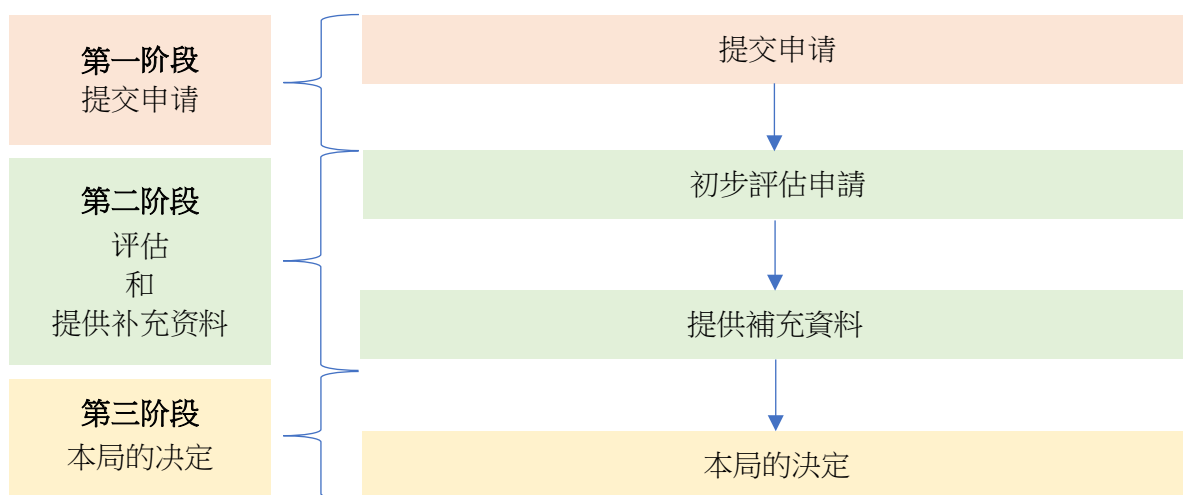 第一阶段
提交申请
提交申请
第二阶段
评估
和
提供补充资料
初步評估申請
提供補充資料
第三阶段
本局的决定
本局的決定